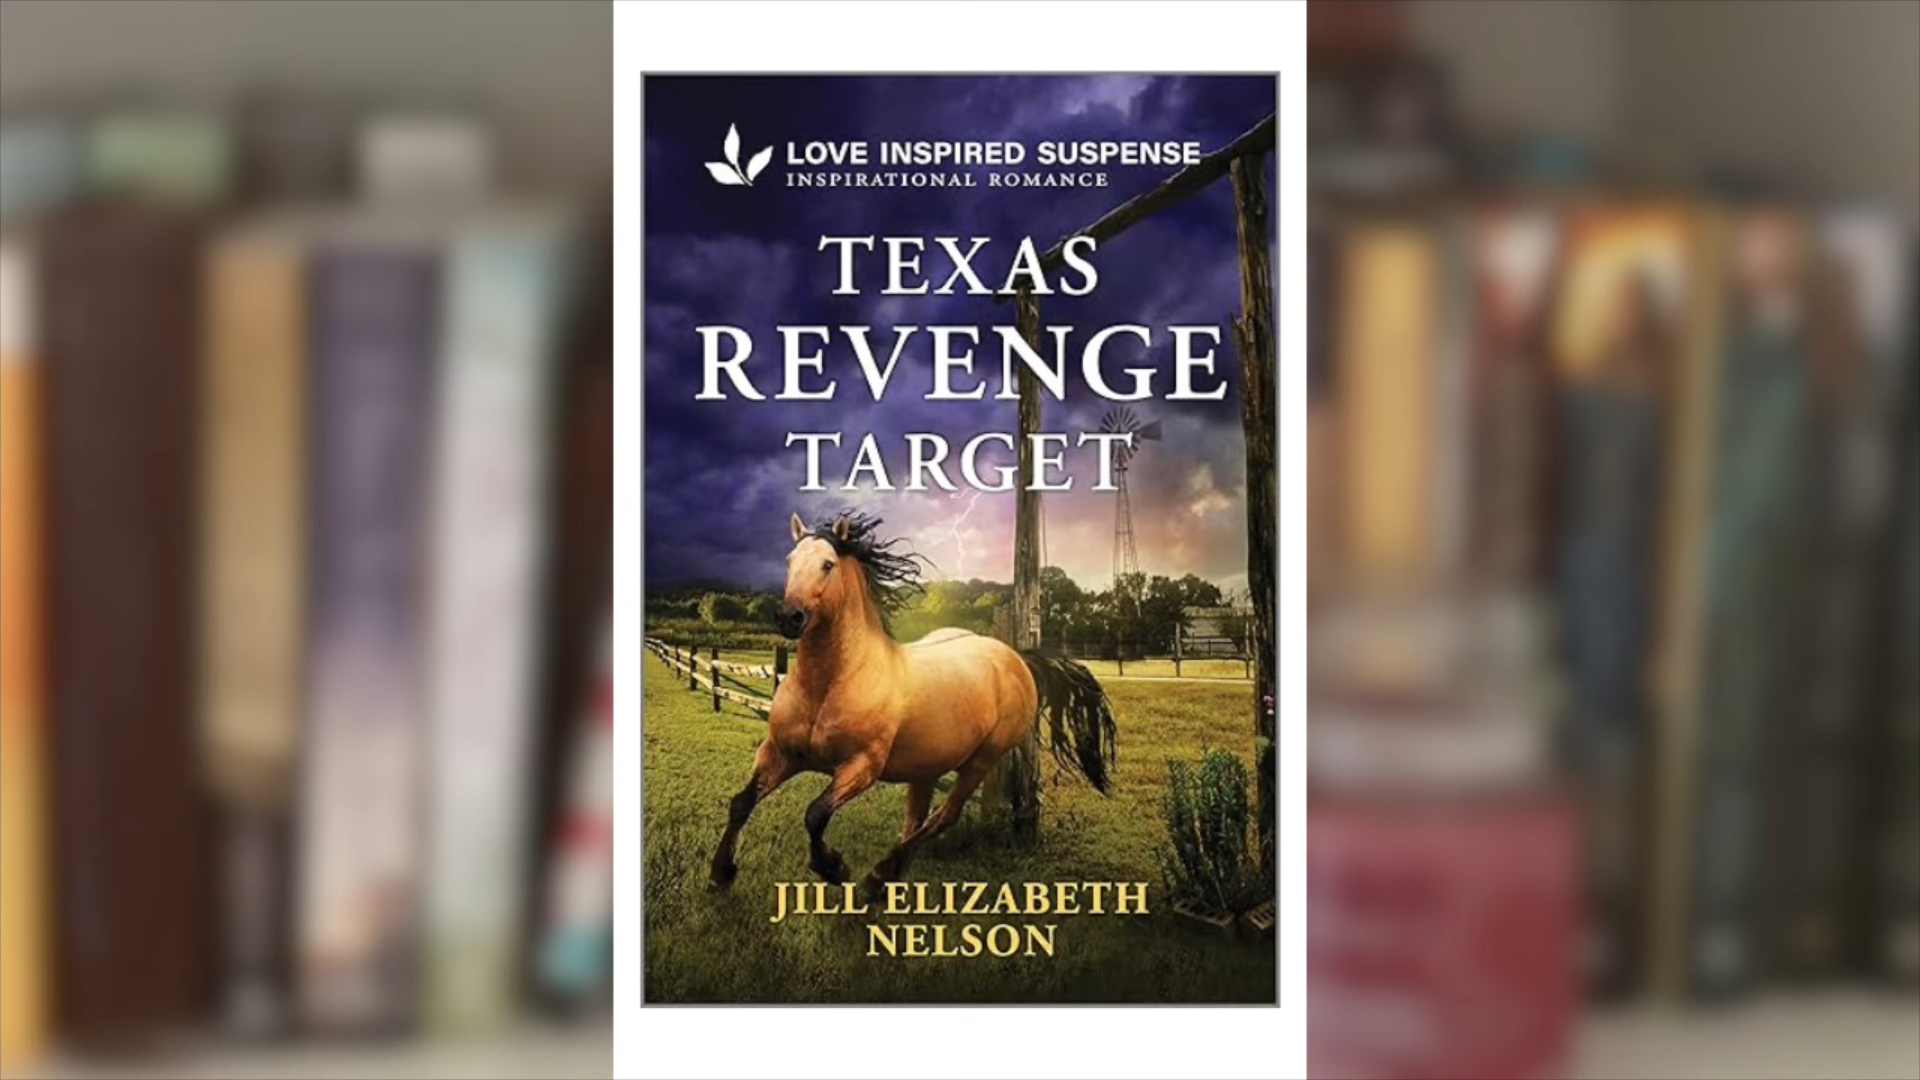 LOVE INSPIRED SUSPENSE
INSPIRATIONAL ROMANCE
TEXAS
REVENGE
TARGET
JILL ELIZABETH
NELSON